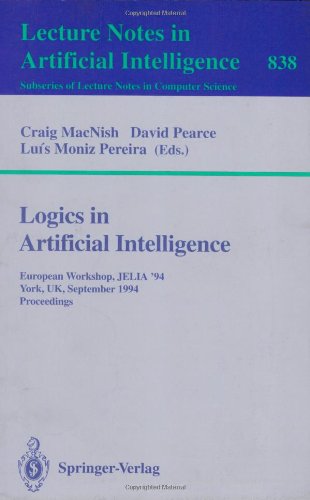 Lecture Notes in
Artificial Intelligence 838
Subseries of Lecture Notes in Computer Science
Craig MacNish David Pearce
Luís Moniz Pereira (Eds.)
Logics in
Artificial Intelligence
European Workshop, JELIA '94
York, UK, September 1994
Proceedings
Springer-Verlag